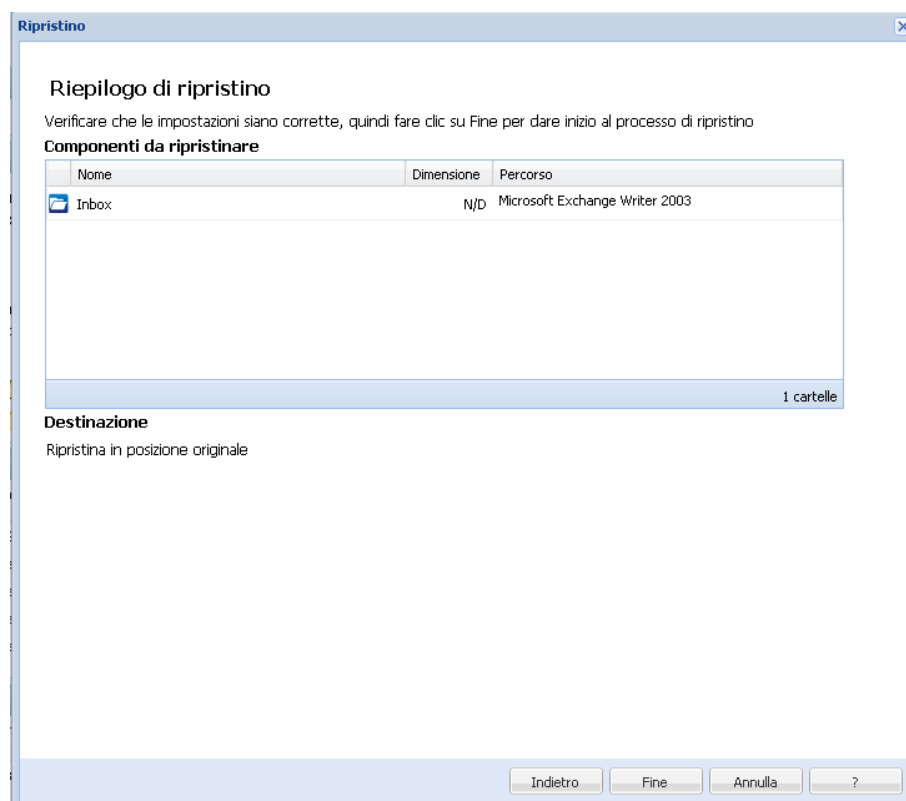 Ripristino
Riepilogo di ripristino
Verificare che le impostazioni siano corrette, quindi fare clic su Fine per dare inizio al processo di ripristino
Componenti da ripristinare
Nome Dimensione Percorso
Inbox N/D Microsoft Exchange Writer 2003
1 cartelle
Destinazione
Ripristina in posizione originale
Indietro Fine Annulla ?